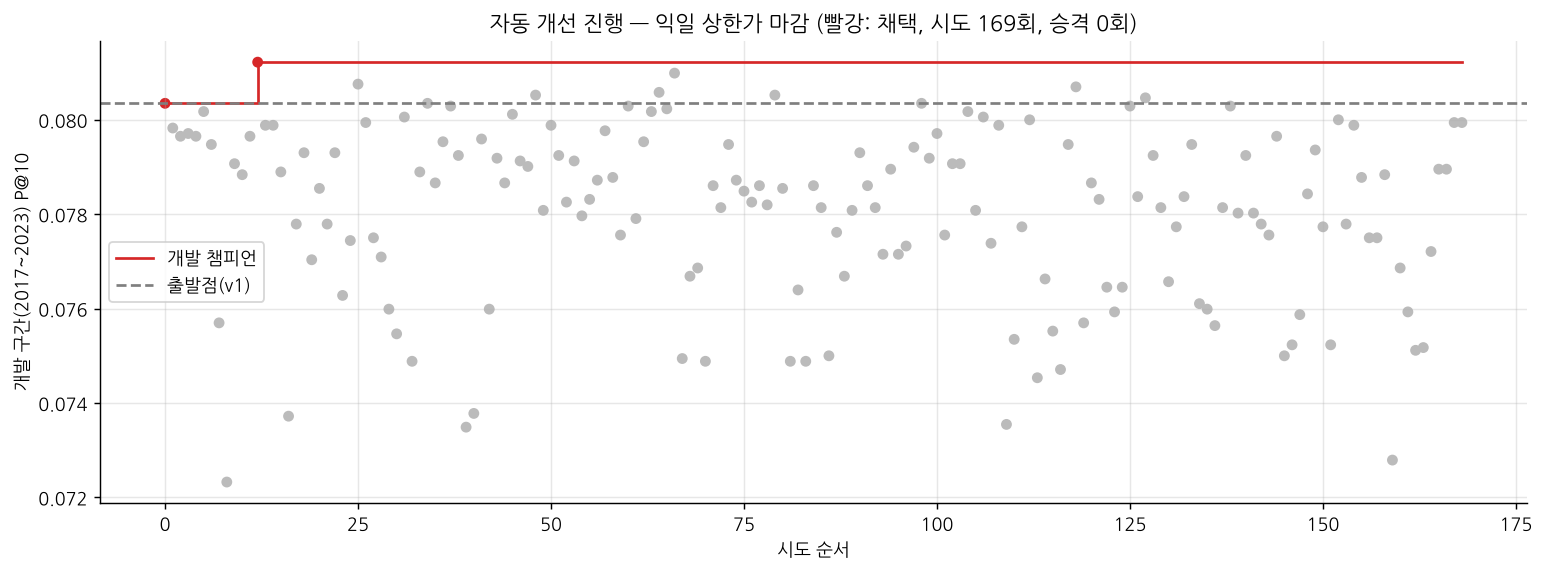 자동 개선 진행 — 익일 상한가 마감 (빨강: 채택, 시도 169회, 승격 0회)
개발 구간(2017~2023) P@10
0.080
0.078
0.076
0.074
0.072
개발 챔피언
출발점(v1)
0 25 50 75 100 125 150 175
시도 순서